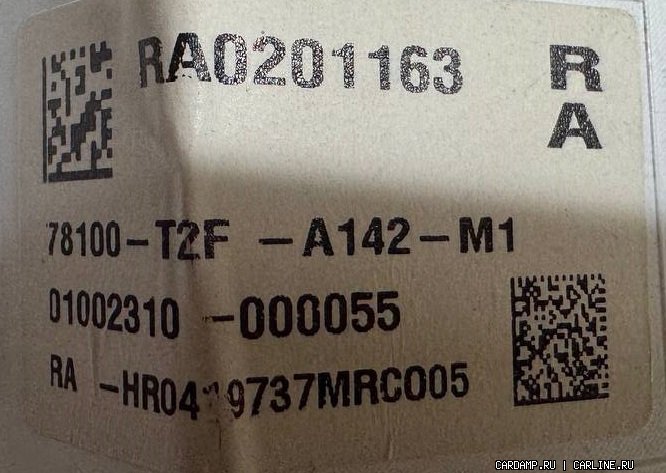 RA0201163
R
A
78100-T2F -A142-M1
01002310 -000055
RA
CARDAMP.RU | CARLINE.RU